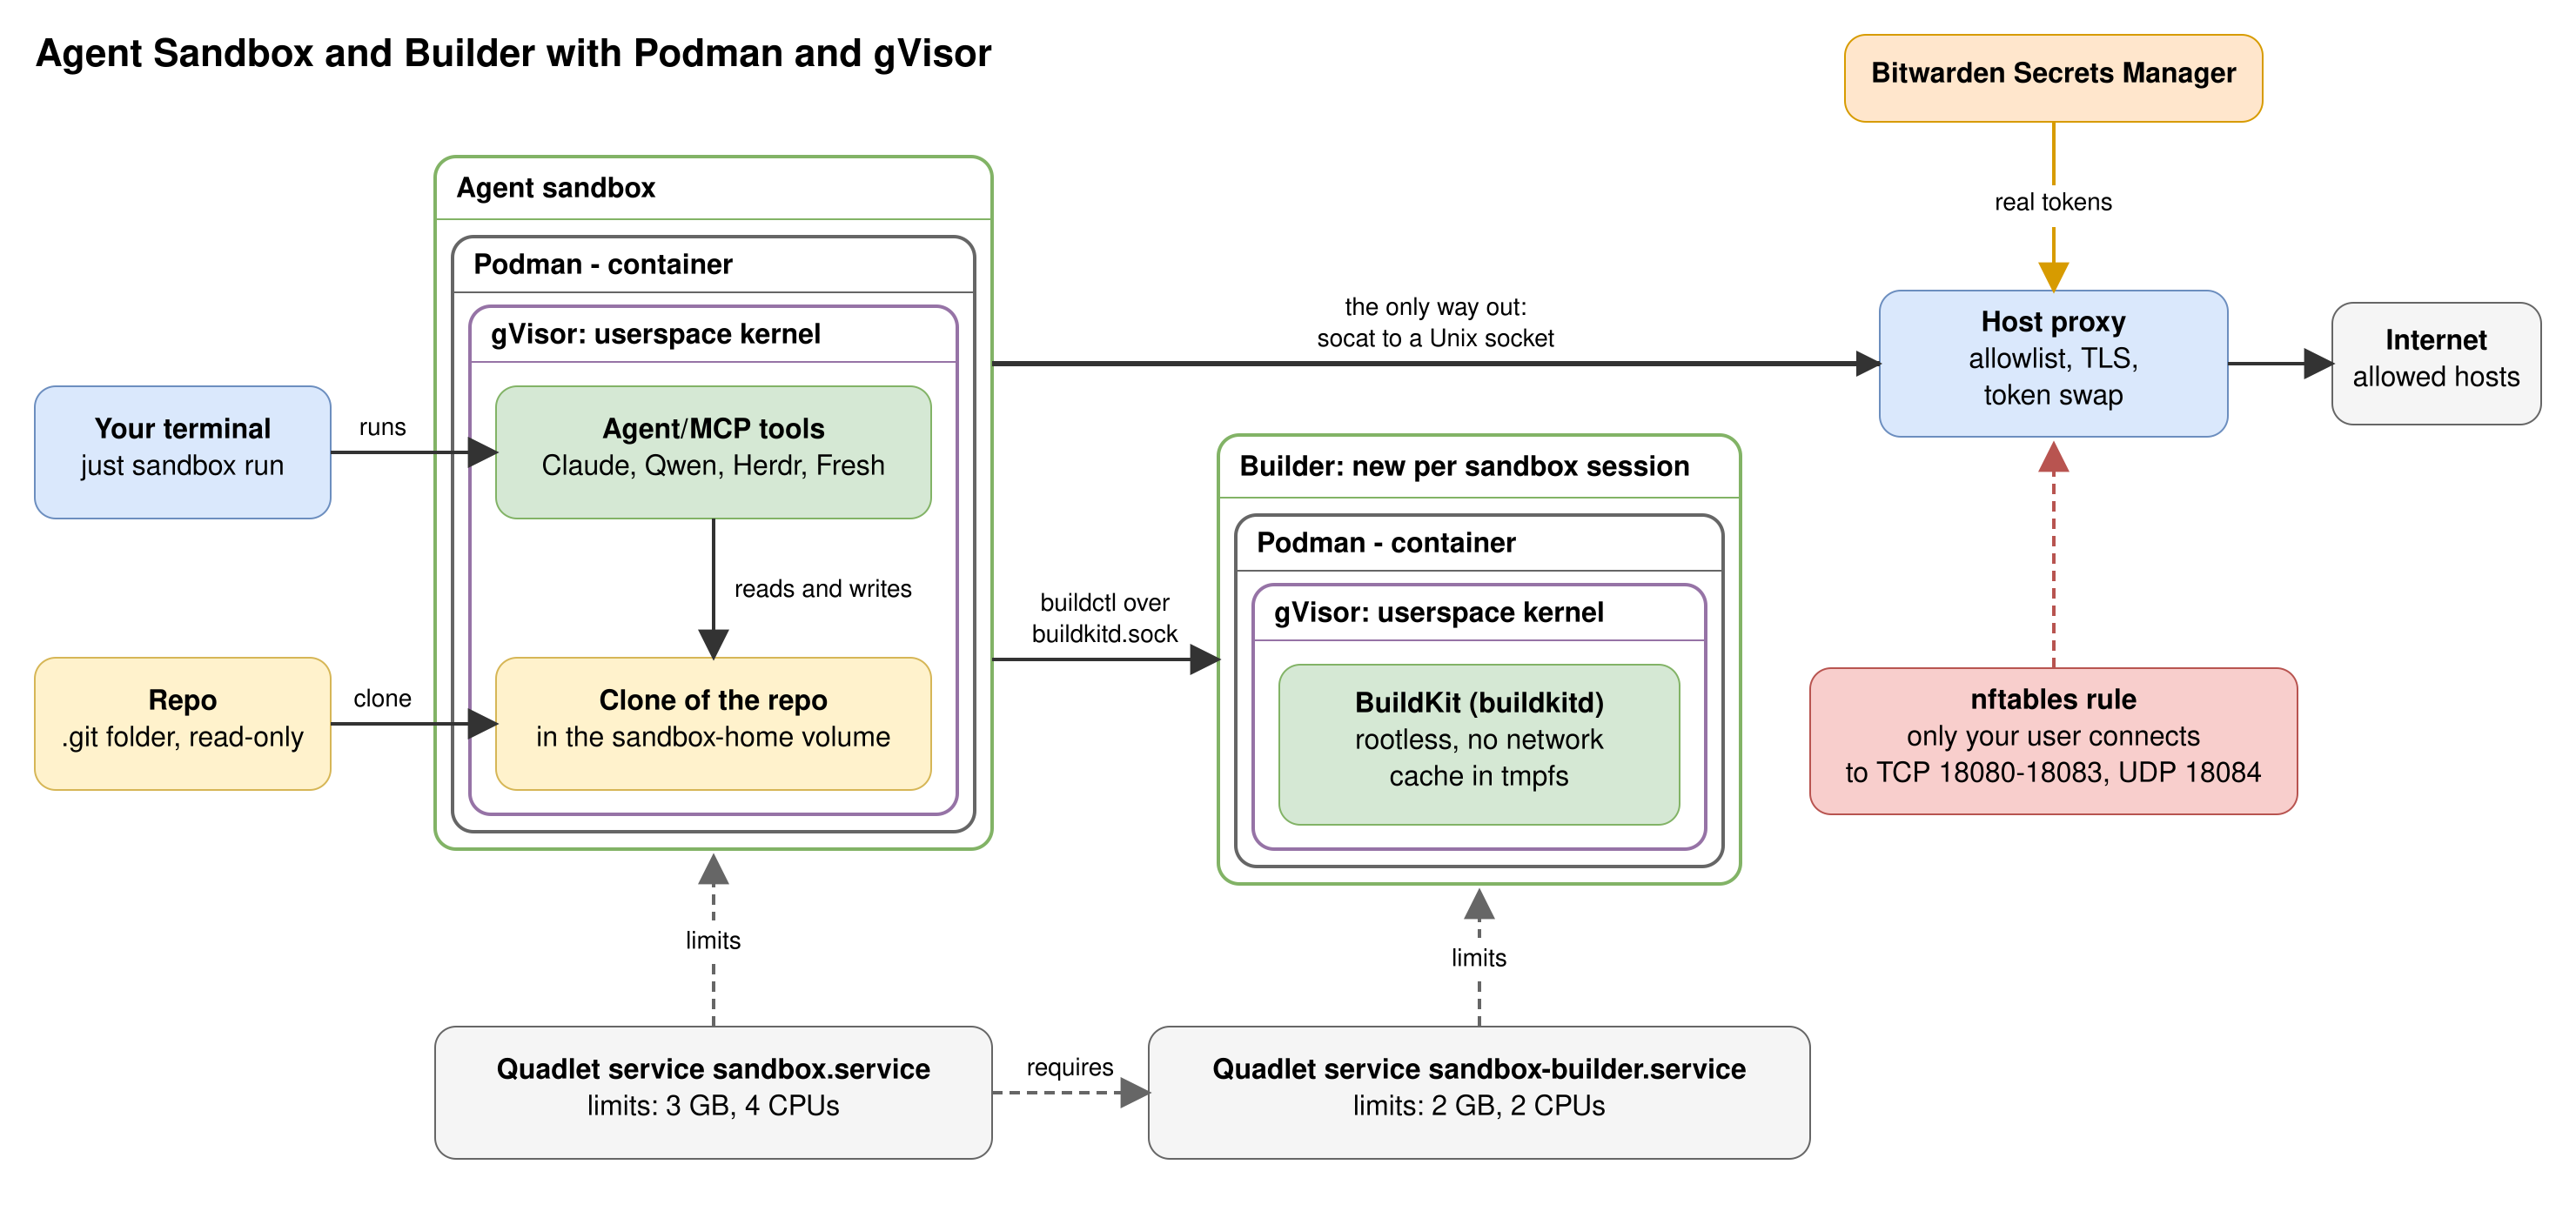 Agent Sandbox and Builder with Podman and gVisor
Bitwarden Secrets Manager
real tokens
Agent sandbox
Podman - container
gVisor: userspace kernel
Your terminal
just sandbox run
runs
Agent/MCP tools
Claude, Qwen, Herdr, Fresh
reads and writes
Repo
.git folder, read-only
clone
Clone of the repo
in the sandbox-home volume
the only way out:
socat to a Unix socket
Host proxy
allowlist, TLS,
token swap
Internet
allowed hosts
buildctl over
buildkitd.sock
Builder: new per sandbox session
Podman - container
gVisor: userspace kernel
BuildKit (buildkitd)
rootless, no network
cache in tmpfs
nftables rule
only your user connects
to TCP 18080-18083, UDP 18084
limits
limits
Quadlet service sandbox.service
limits: 3 GB, 4 CPUs
requires
Quadlet service sandbox-builder.service
limits: 2 GB, 2 CPUs